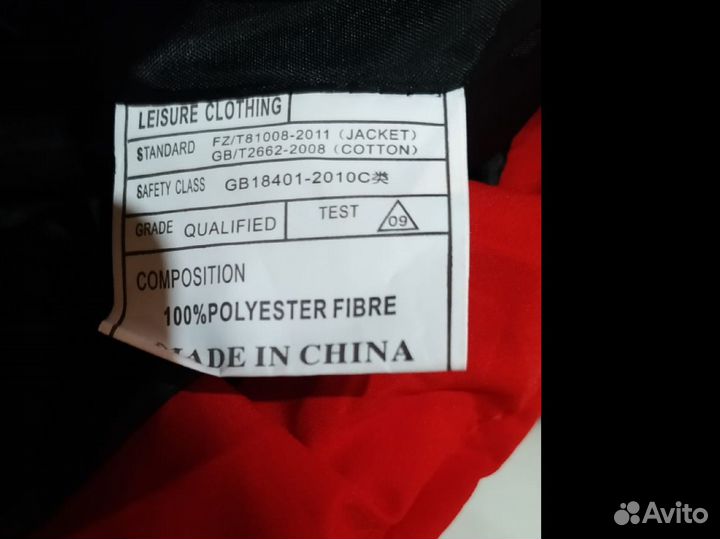 LEISURE CLOTHING
STANDARD FZ/T81008-2011 (JACKET)
GB/T2662-2008 (COTTON)
SAFETY CLASS GB18401-2010C类
GRADE QUALIFIED TEST 09
COMPOSITION
100%POLYESTER FIBRE
MADE IN CHINA
Avito